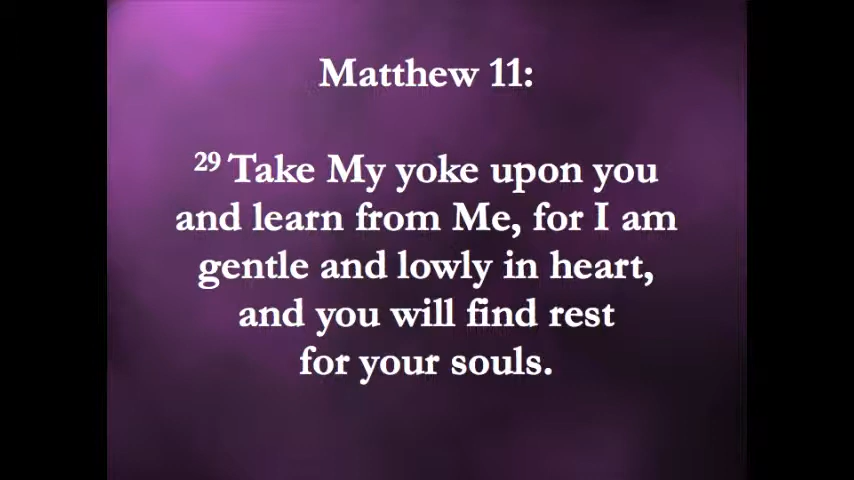 Matthew 11:
29 Take My yoke upon you
and learn from Me, for I am
gentle and lowly in heart,
and you will find rest
for your souls.